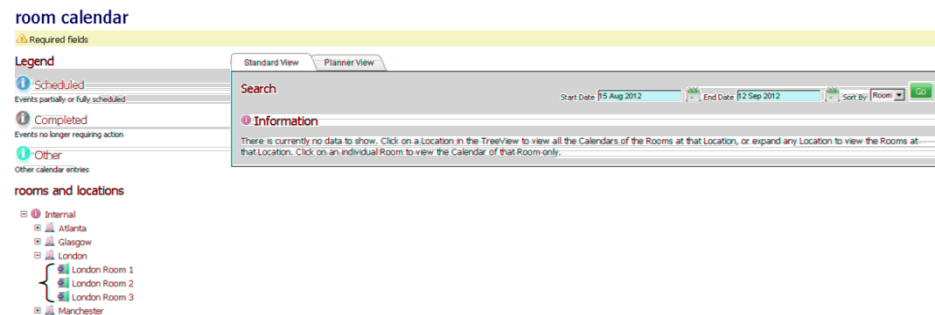 room calendar
Required fields
Legend
Scheduled
Events partially or fully scheduled
Completed
Events no longer requiring action
Other
Other calendar entries
rooms and locations
Internal
Atlanta
Glasgow
London
London Room 1
London Room 2
London Room 3
Manchester
Standard View Planner View
Search
Start Date 15 Aug 2012 End Date 12 Sep 2012 Sort By Room Go
Information
There is currently no data to show. Click on a Location in the TreeView to view all the Calendars of the Rooms at that Location, or expand any Location to view the Rooms at
that Location. Click on an individual Room to view the Calendar of that Room only.